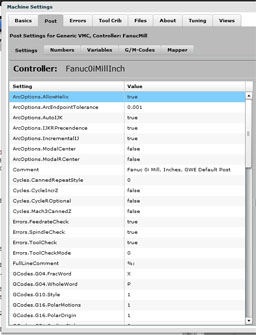 Machine Settings
Basics Post Errors Tool Crib Files About Tuning Views
Post Settings for Generic VMC, Controller: FanucMill
Settings Numbers Variables G/M-Codes Mapper
Controller: Fanuc0iMillInch
Setting Value
ArcOptions.AllowHelix true
ArcOptions.ArcEndpointTolerance 0.001
ArcOptions.AutoIJK true
ArcOptions.IJKRPrecendence true
ArcOptions.IncrementalIJ true
ArcOptions.ModalCenter false
ArcOptions.ModalRCenter false
Comment Fanuc 0i Mill, Inches. GWE Default Post
Cycles.CannedRepeatStyle 0
Cycles.CycleIncrZ false
Cycles.CycleROptional false
Cycles.Mach3CannedZ false
Errors.FeedrateCheck true
Errors.SpindleCheck true
Errors.ToolCheck true
Errors.ToolCheckMode 0
FullLineComment
GCodes.G04.FracWord X
GCodes.G04.WholeWord P
GCodes.G10.Style 1
GCodes.G16.PolarMotions 1
GCodes.G16.PolarOrigin 1